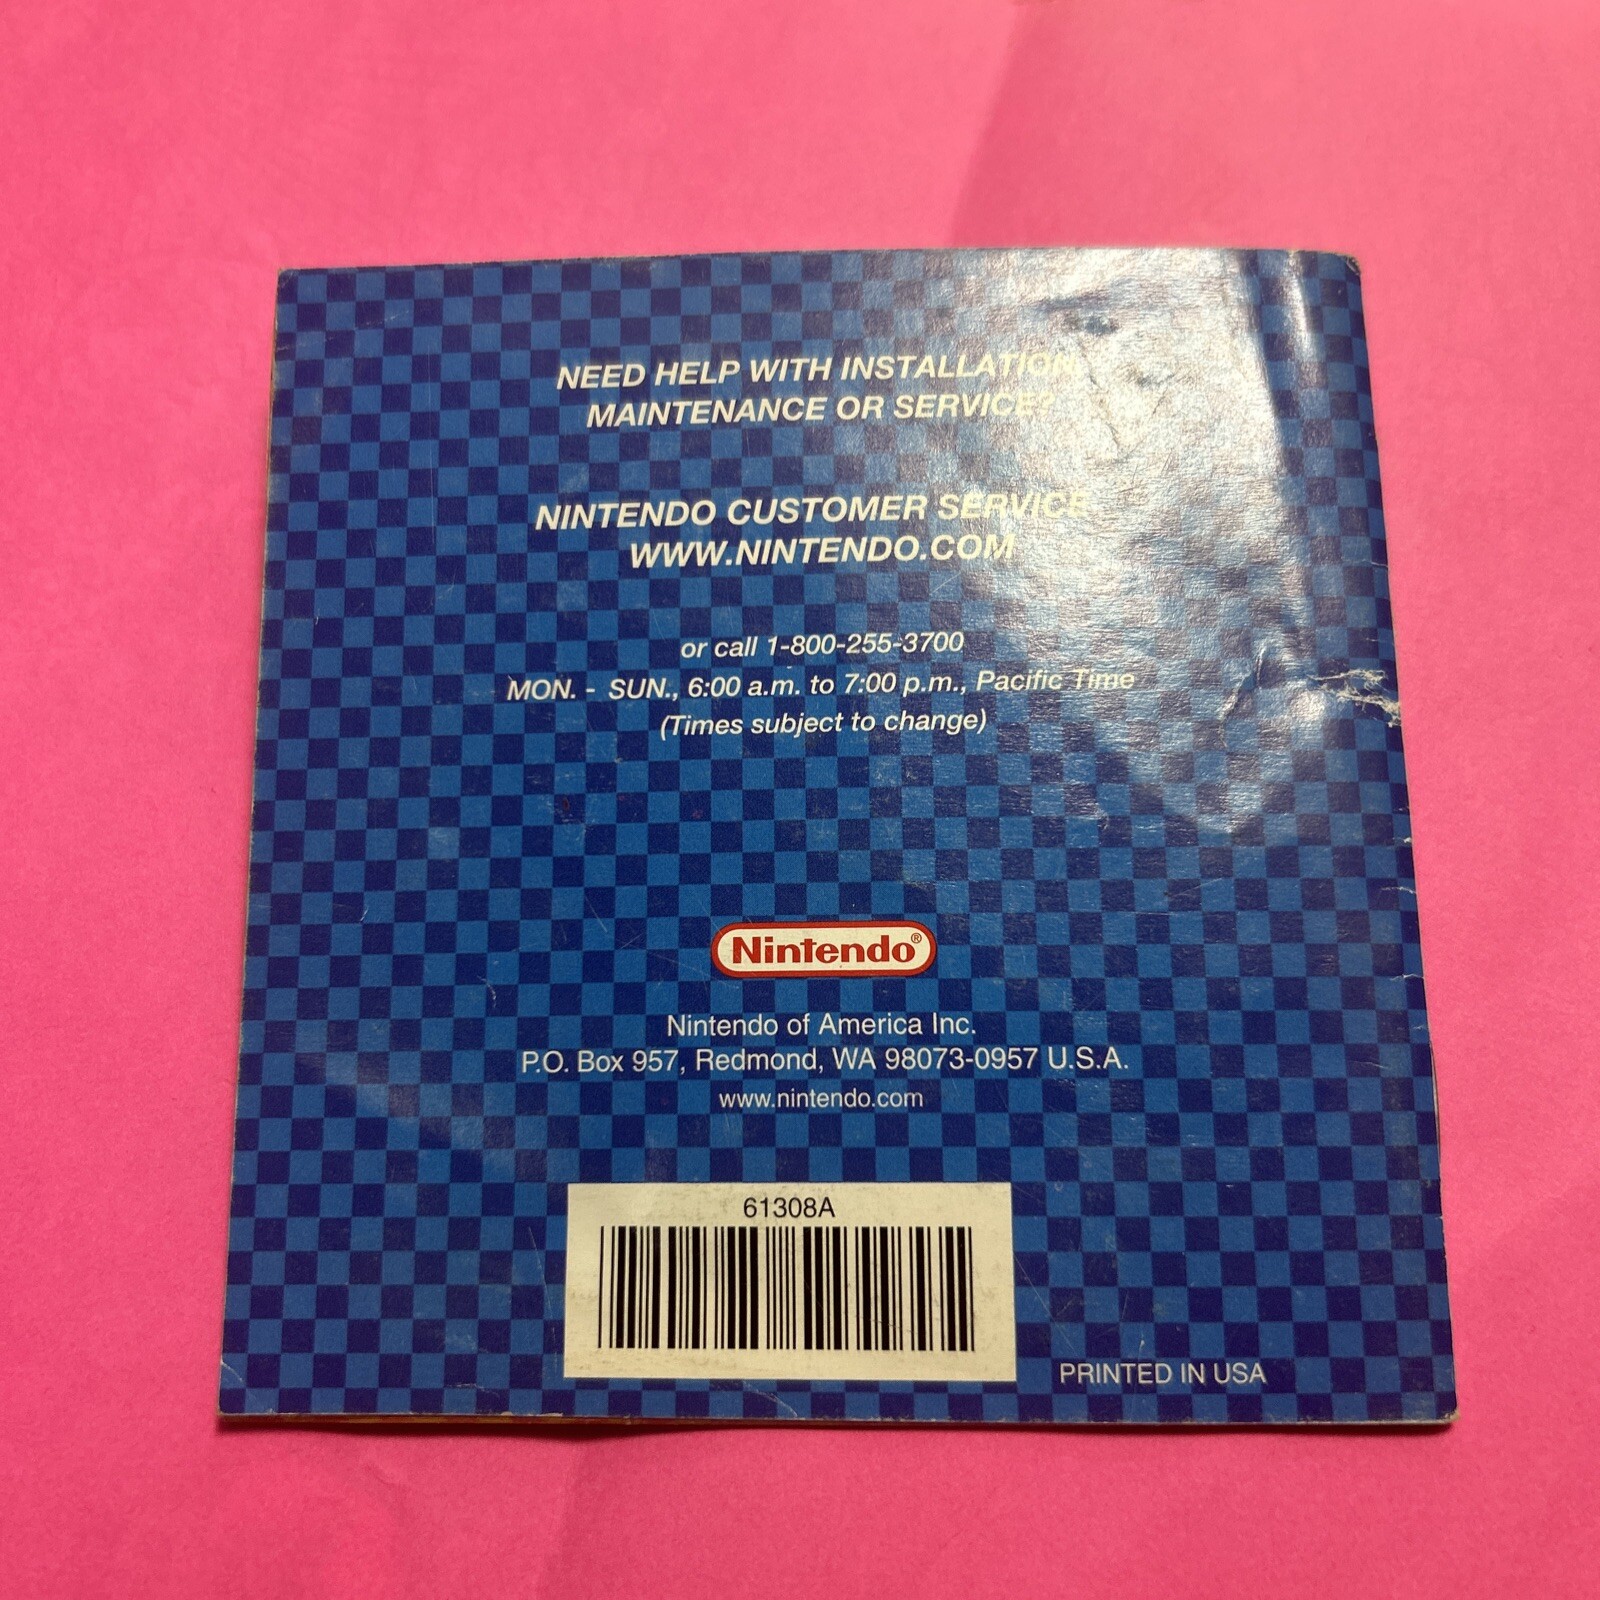 NEED HELP WITH INSTALLATION,
MAINTENANCE OR SERVICE?
NINTENDO CUSTOMER SERVICE
WWW.NINTENDO.COM
or call 1-800-255-3700
MON. - SUN., 6:00 a.m. to 7:00 p.m., Pacific Time
(Times subject to change)
Nintendo®
Nintendo of America Inc.
P.O. Box 957, Redmond, WA 98073-0957 U.S.A.
www.nintendo.com
61308A
PRINTED IN USA